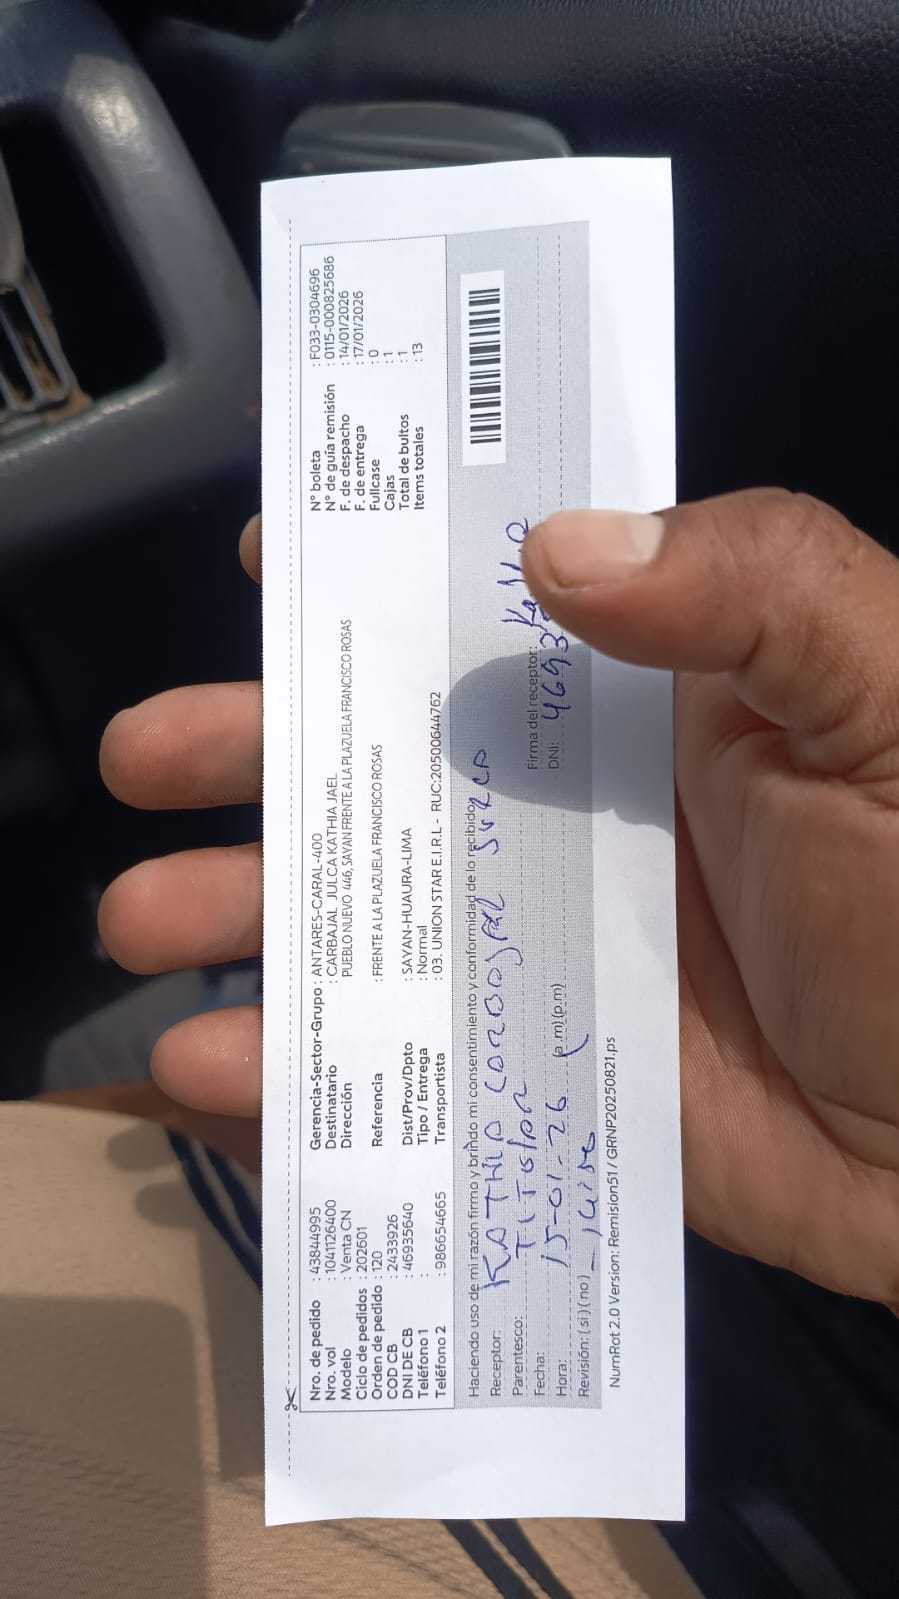 Nro. de pedido : 43844995
Nro. vol : 1041126400
Modelo : Venta CN
Ciclo de pedidos : 202601
Orden de pedido : 120
COD CB : 2433926
DNI DE CB : 46935640
Teléfono 1 :
Teléfono 2 : 986654665
Gerencia-Sector-Grupo : ANTARES-CARAL-400
Destinatario : CARBAJAL JULCA KATHIA JAEL
Dirección PUEBLO NUEVO 446, SAYAN FRENTE A LA PLAZUELA FRANCISCO ROSAS
Referencia : FRENTE A LA PLAZUELA FRANCISCO ROSAS
Dist/Prov/Dpto : SAYAN-HUAURA-LIMA
Tipo / Entrega : Normal
Transportista : 03. UNION STAR E.I.R.L - RUC:20500644762
N° boleta : F033-0304696
N° de guía remisión : 0115-000825686
F. de despacho : 14/01/2026
F. de entrega : 17/01/2026
Fullcase : 0
Cajas : 1
Total de bultos : 1
Items totales : 13
Haciendo uso de mi razón firmo y brindo mi consentimiento y conformidad de lo recibido
Receptor: KATHIA CARBAJAL
Parentesco: TITULAR
Fecha: 15-01-26
Hora: (a.m)(p.m)
Revisión: (si)(no)
Firma del receptor:
DNI: 4693
NumRot 2.0 Version: Remision51 / GRNP20250821.ps